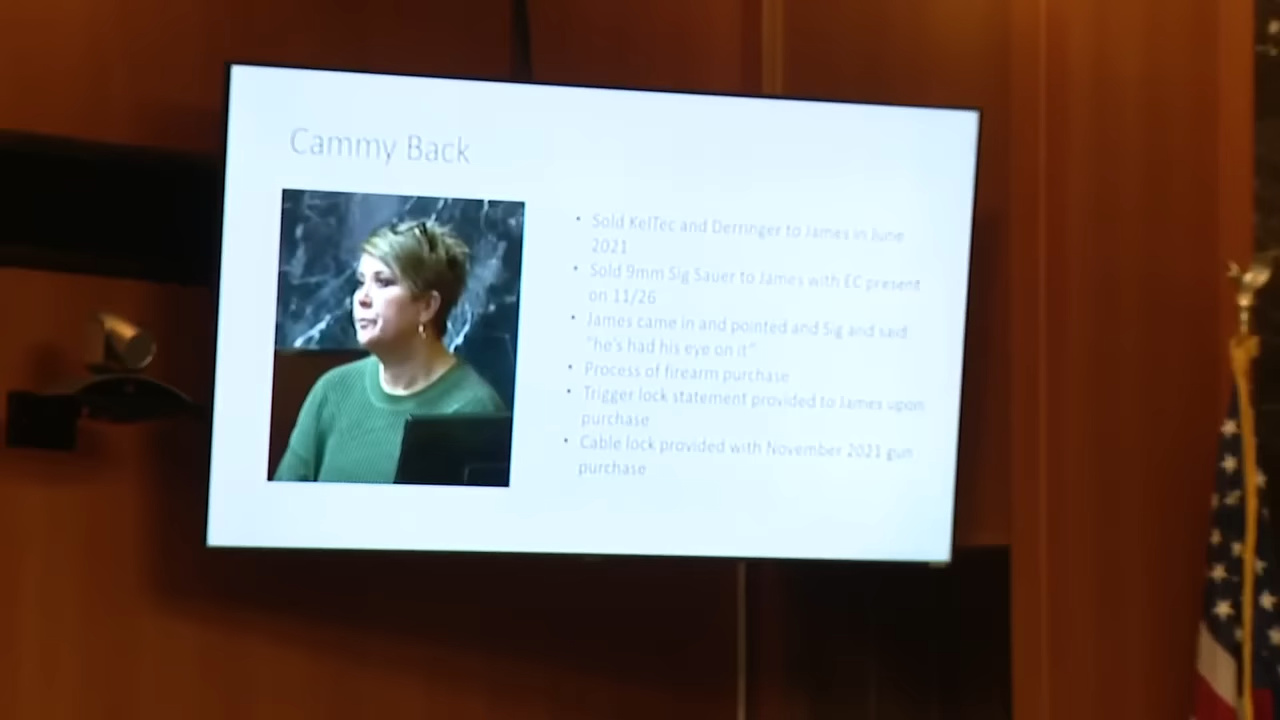 Cammy Back
• Sold KelTec and Derringer to James in June
2021
• Sold 9mm Sig Sauer to James with EC present
on 11/26
• James came in and pointed and Sig and said
"he's had his eye on it"
• Process of firearm purchase
• Trigger lock statement provided to James upon
purchase
• Cable lock provided with November 2021 gun
purchase